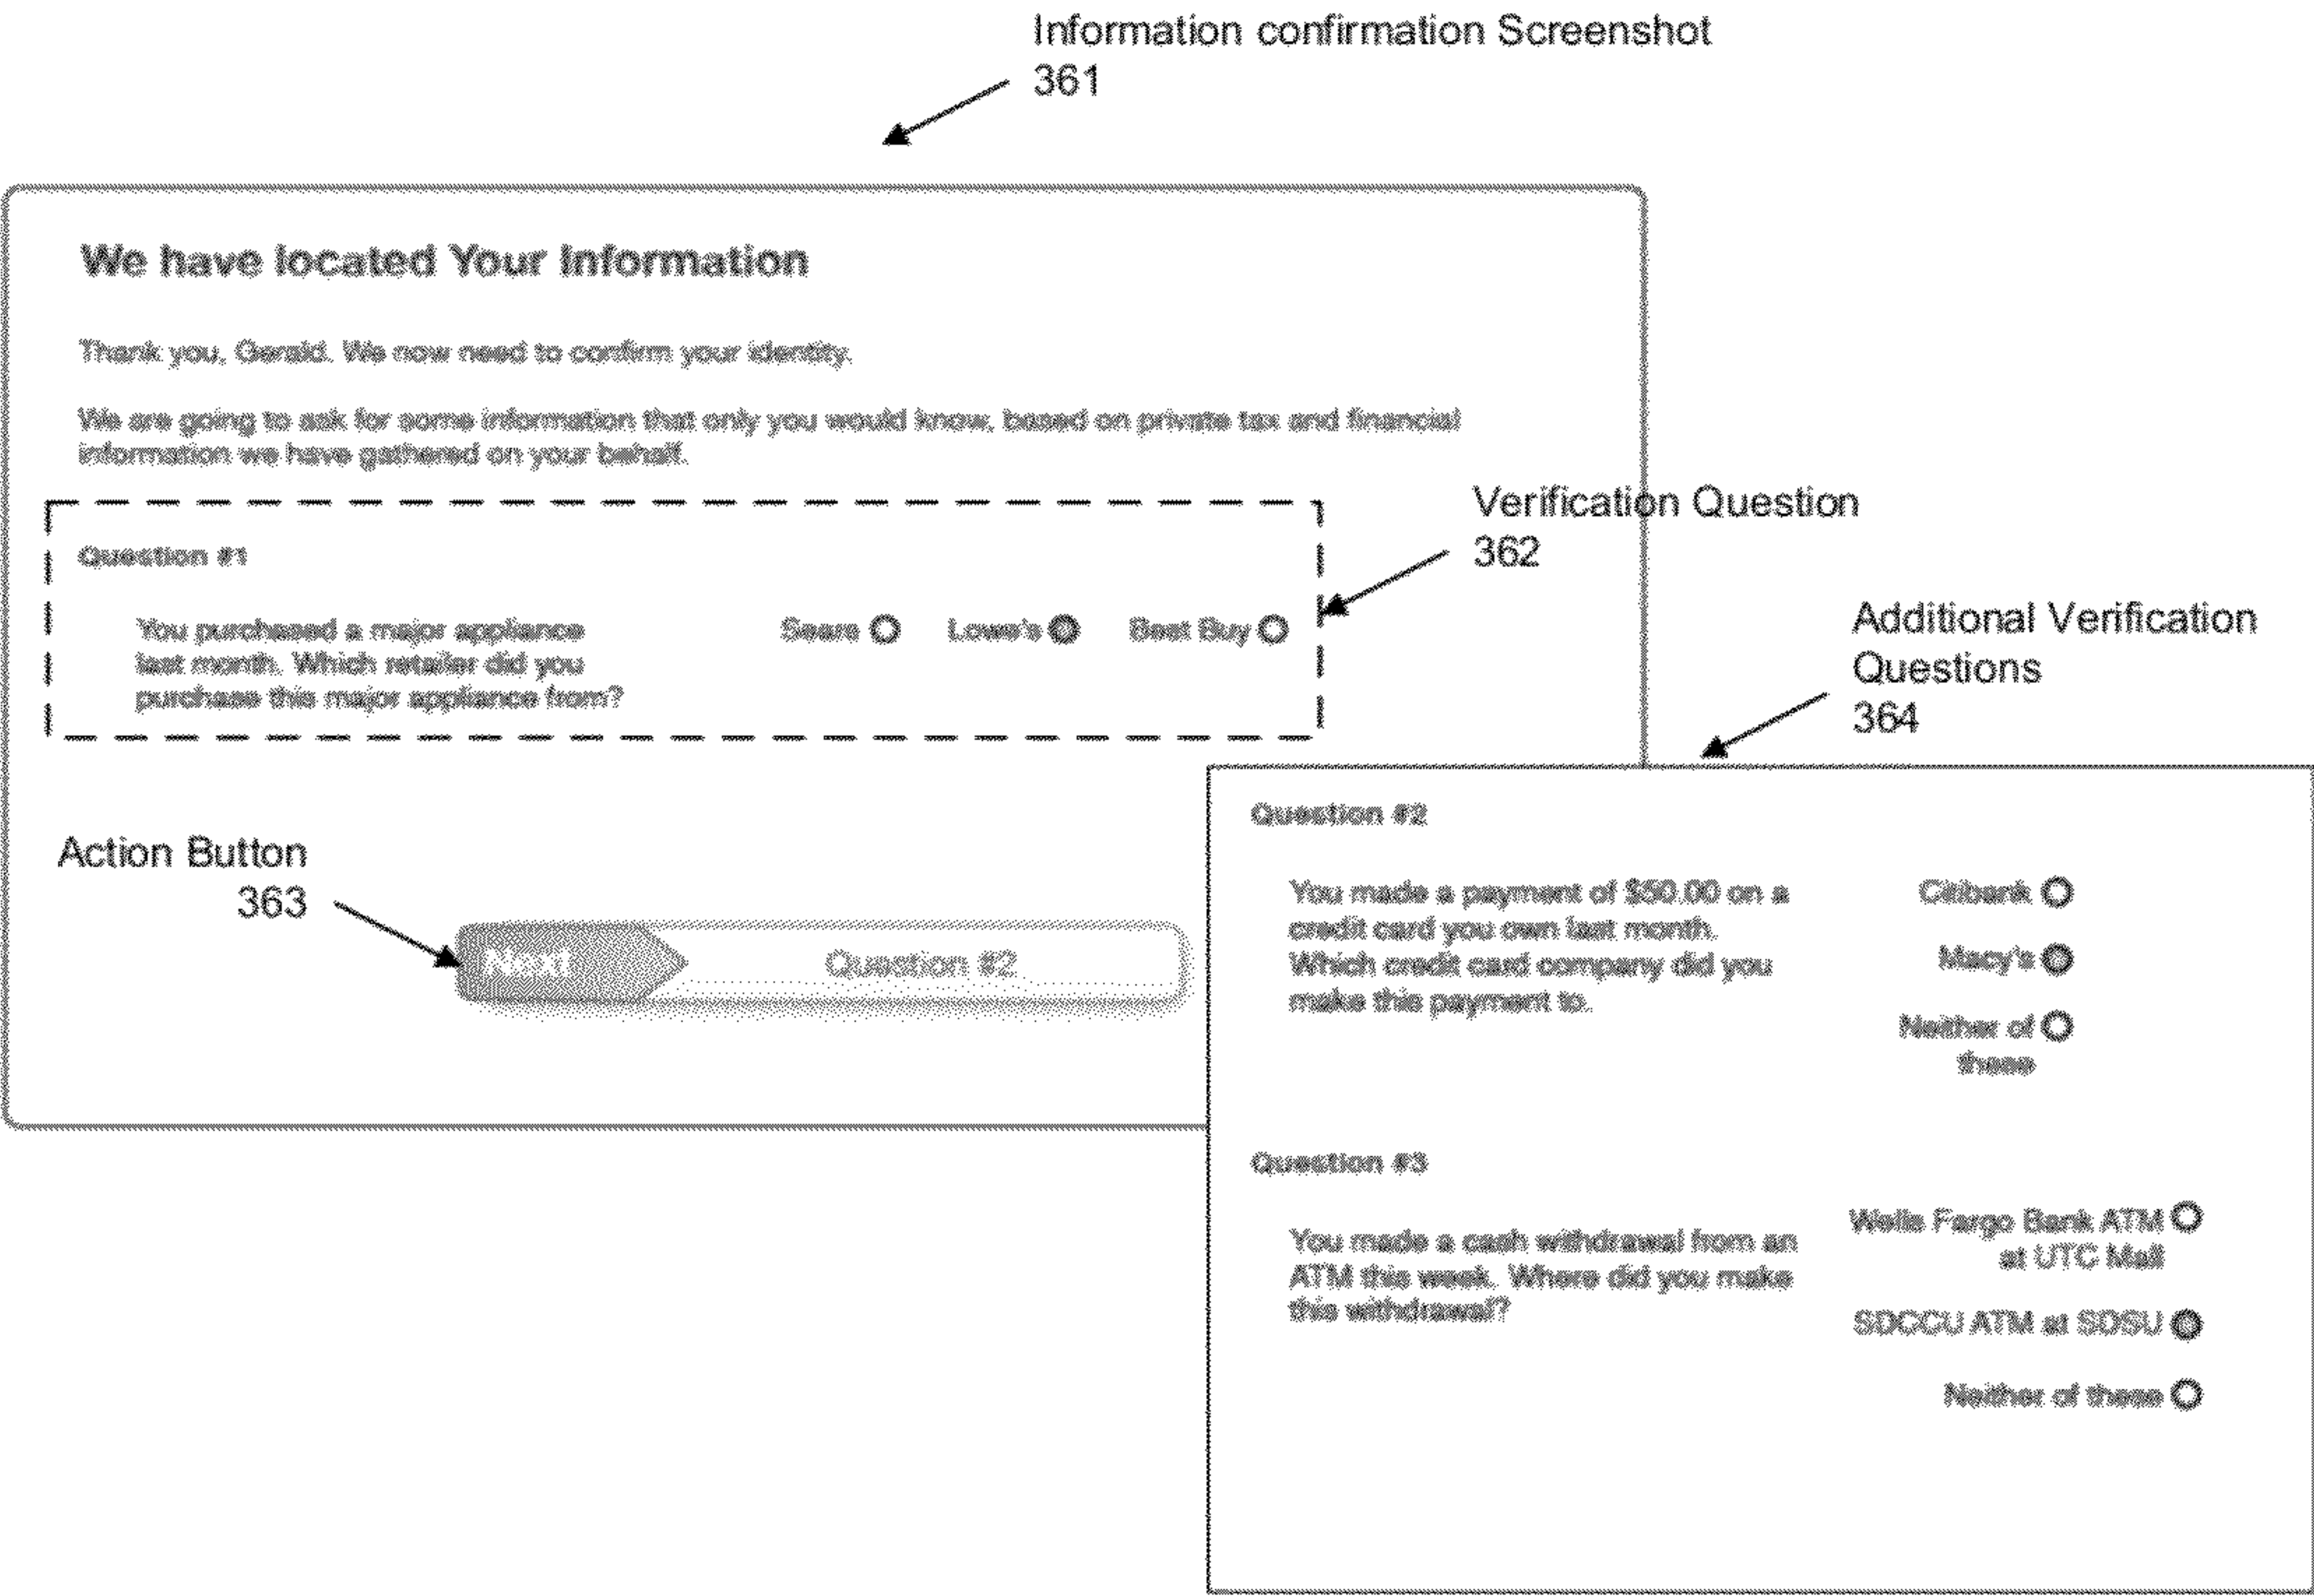 Information confirmation Screenshot
361
We have located Your Information
Thank you, Gerald. We now need to confirm your identity.
We are going to ask for some information that only you would know, based on private tax and financial
information we have gathered on your behalf.
Verification Question
362
Question #1
You purchased a major appliance
last month. Which retailer did you
purchase this major appliance from?
Sears
Lowe's
Best Buy
Additional Verification
Questions
364
Action Button
363
Next
Question #2
Question #2
You made a payment of $50.00 on a
credit card you own last month.
Which credit card company did you
make this payment to.
Citibank
Macy's
Neither of
these
Question #3
You made a cash withdrawal from an
ATM this week. Where did you make
this withdrawal?
Wells Fargo Bank ATM
at UTC Mall
SDCCU ATM at SDSU
Neither of these